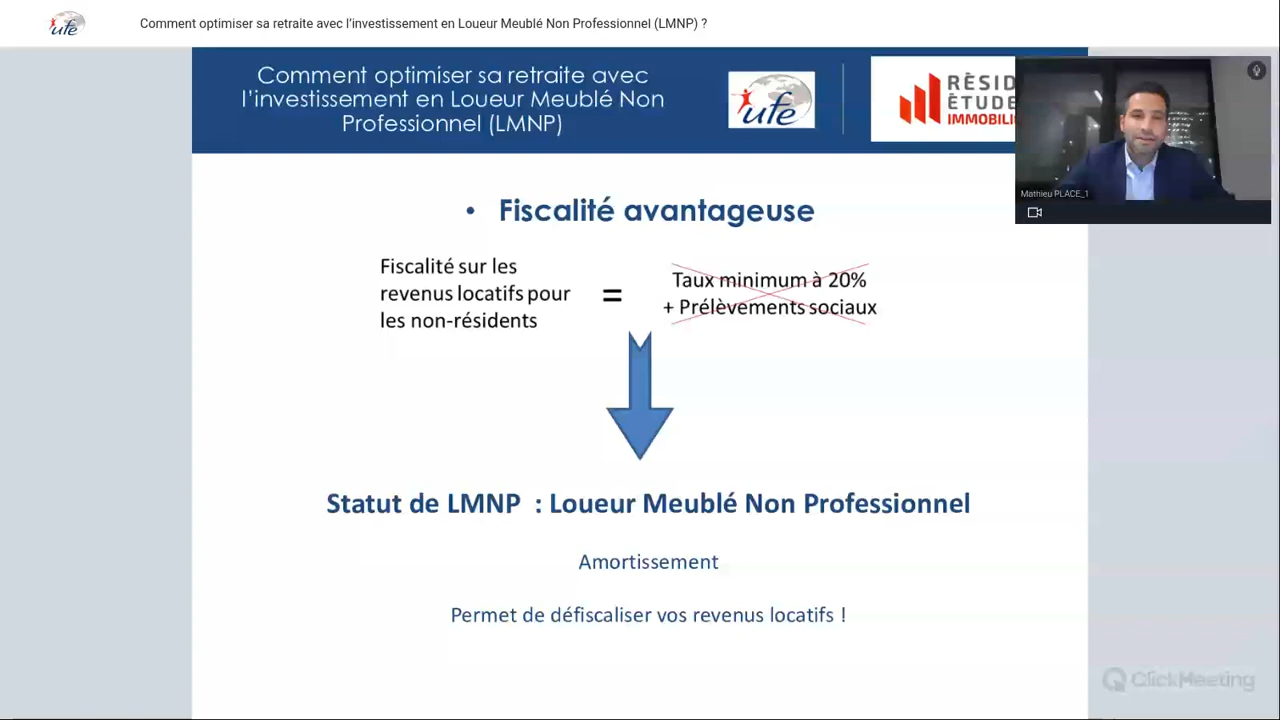 ufe
Comment optimiser sa retraite avec l'investissement en Loueur Meublé Non Professionnel (LMNP) ?
Comment optimiser sa retraite avec
l'investissement en Loueur Meublé Non
Professionnel (LMNP)
ufe
RÉSID
ÉTUDE
IMMOBILI
Mathieu PLACE_1
• Fiscalité avantageuse
Fiscalité sur les
revenus locatifs pour
les non-résidents
=
Taux minimum à 20%
+ Prélèvements sociaux
Statut de LMNP : Loueur Meublé Non Professionnel
Amortissement
Permet de défiscaliser vos revenus locatifs !
ClickMeeting